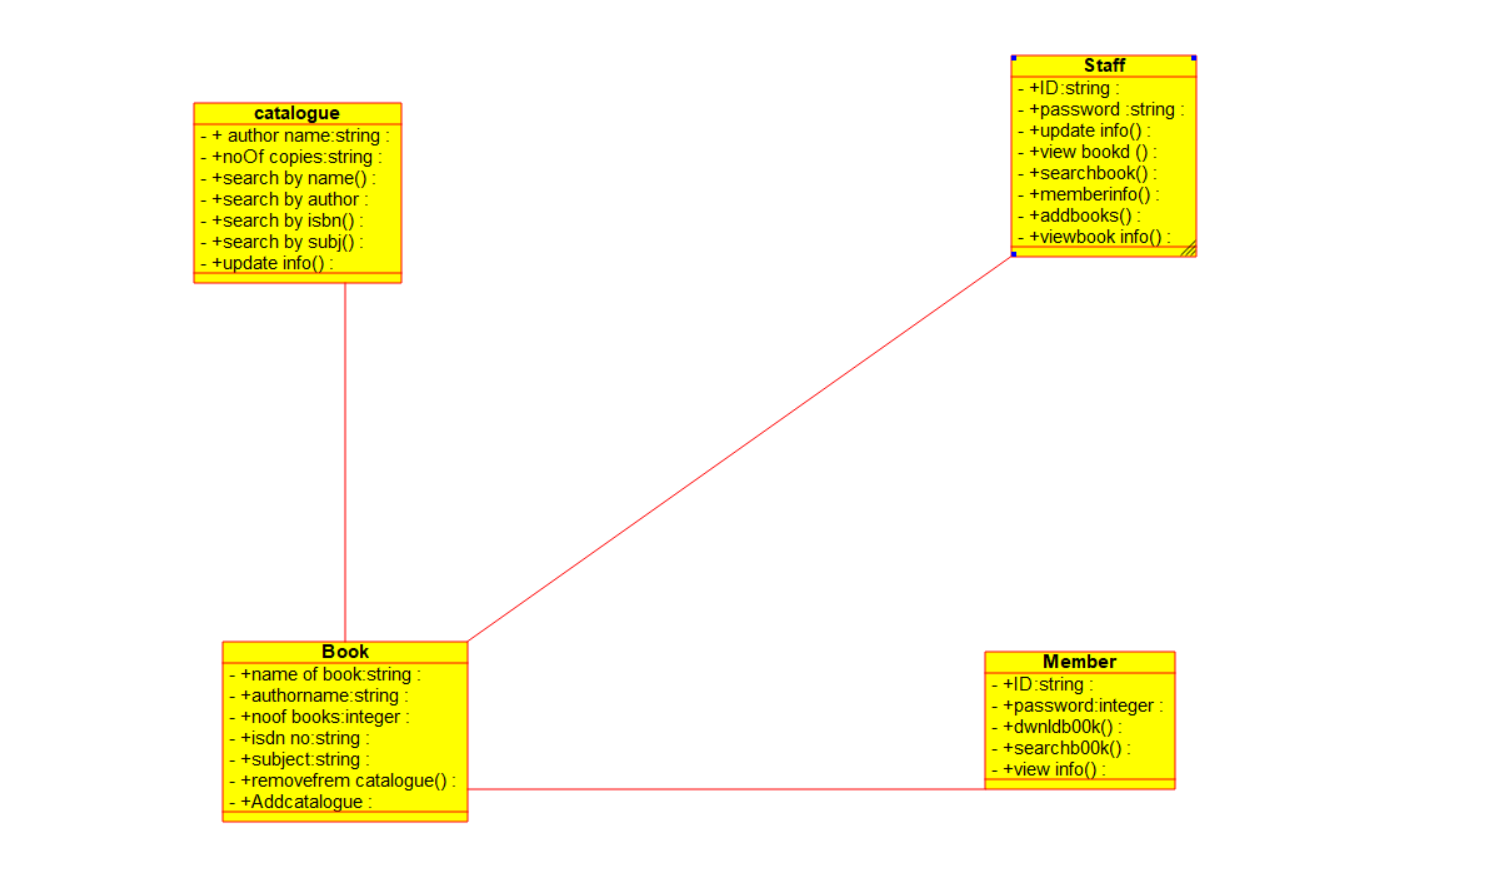 catalogue
- + author name:string :
- +noOf copies:string :
- +search by name() :
- +search by author :
- +search by isbn() :
- +search by subj() :
- +update info() :
Staff
- +ID:string :
- +password :string :
- +update info() :
- +view bookd () :
- +searchbook() :
- +memberinfo() :
- +addbooks() :
- +viewbook info() :
Book
- +name of book:string :
- +authorname:string :
- +noof books:integer :
- +isdn no:string :
- +subject:string :
- +removefrem catalogue() :
- +Addcatalogue :
Member
- +ID:string :
- +password:integer :
- +dwnldb00k() :
- +searchb00k() :
- +view info() :